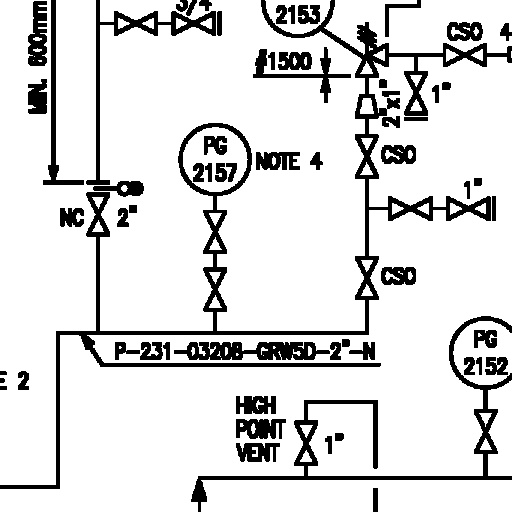 3/4"
2153
CSO 4
#1500
MIN. 600mm
1"
2"x1"
PG
2157
NOTE 4
CSO
1"
NC
2"
CSO
P-231-03208-GRW5D-2"-N
PG
2152
E 2
HIGH
POINT
VENT
1"